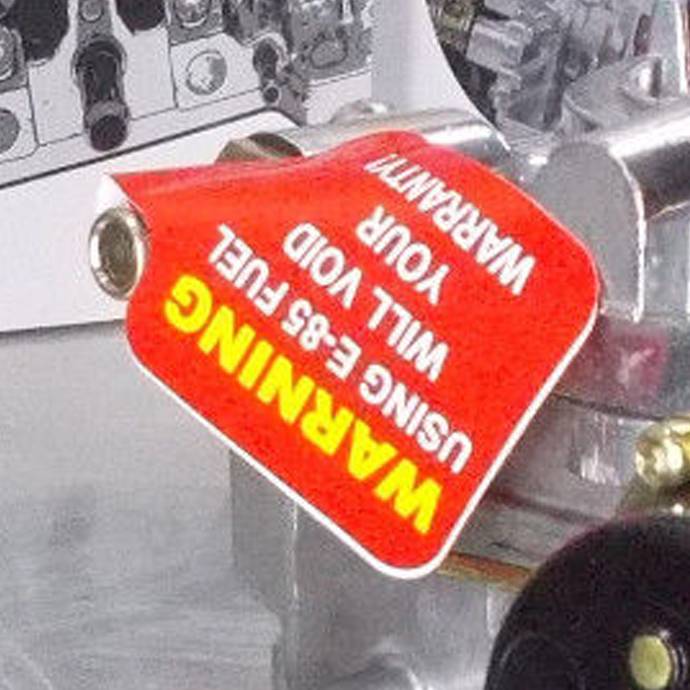 WARNING
USING E-85 FUEL
WILL VOID
YOUR
WARRANTY!